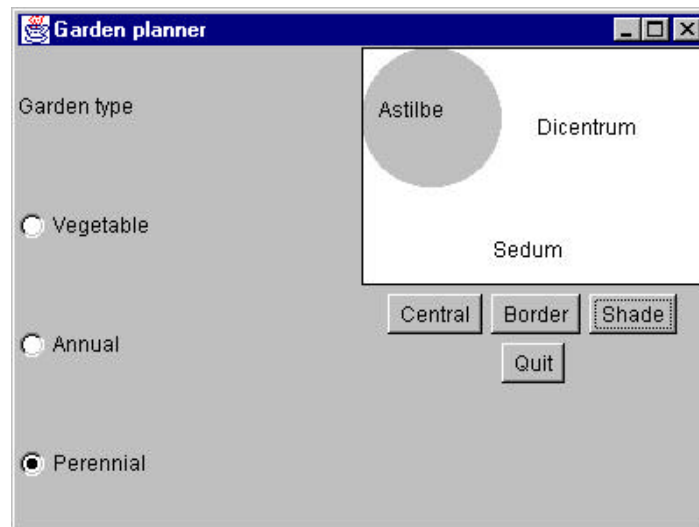 Garden planner
Garden type
Vegetable
Annual
Perennial
Astilbe
Dicentrum
Sedum
Central Border Shade
Quit